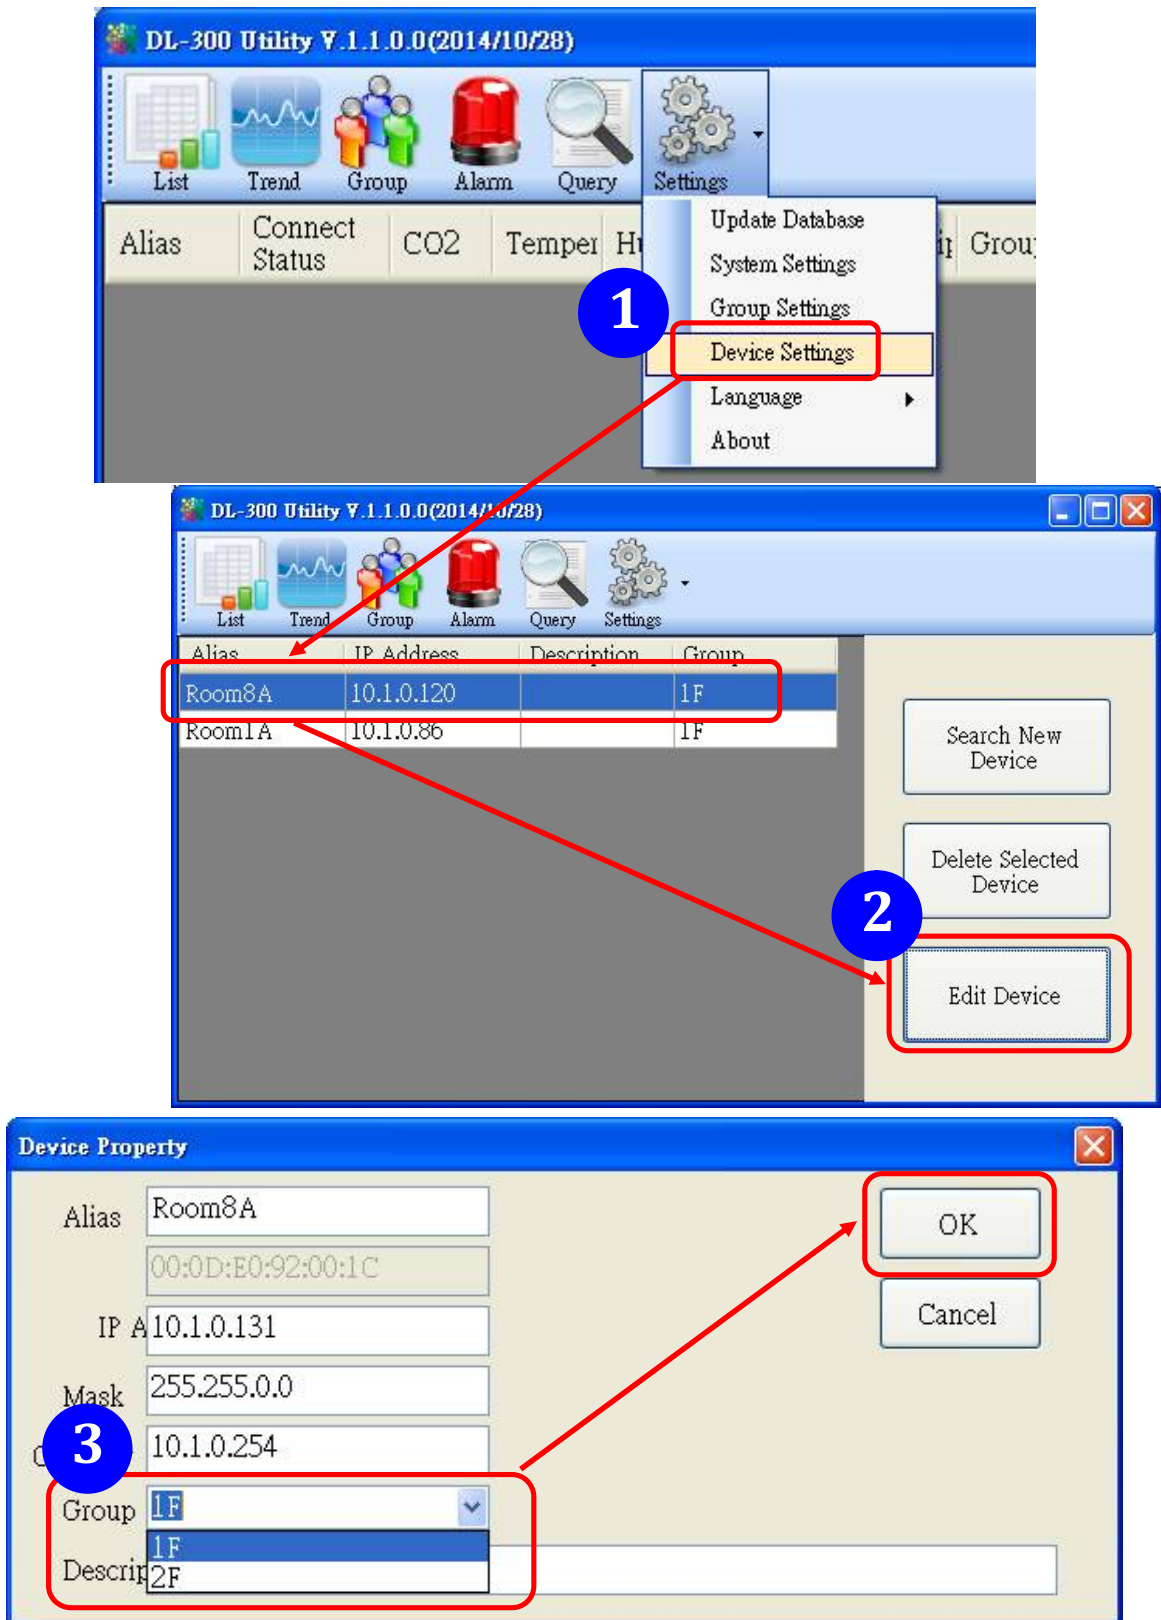 DL-300 Utility V.1.1.0.0(2014/10/28)
List Trend Group Alarm Query Settings
Alias Connect Status CO2 Temper Grou
Update Database
System Settings
Group Settings
1
Device Settings
Language
About
DL-300 Utility V.1.1.0.0(2014/10/28)
List Trend Group Alarm Query Settings
Alias IP Address Description Group
Room8A 10.1.0.120 1F
Room1A 10.1.0.86 1F
Search New
Device
Delete Selected
Device
2
Edit Device
Device Property
Alias Room8A
OK
00:0D:E0:92:00:1C
Cancel
IP A 10.1.0.131
Mask 255.255.0.0
3
10.1.0.254
Group 1F
1F
Descrip
2F